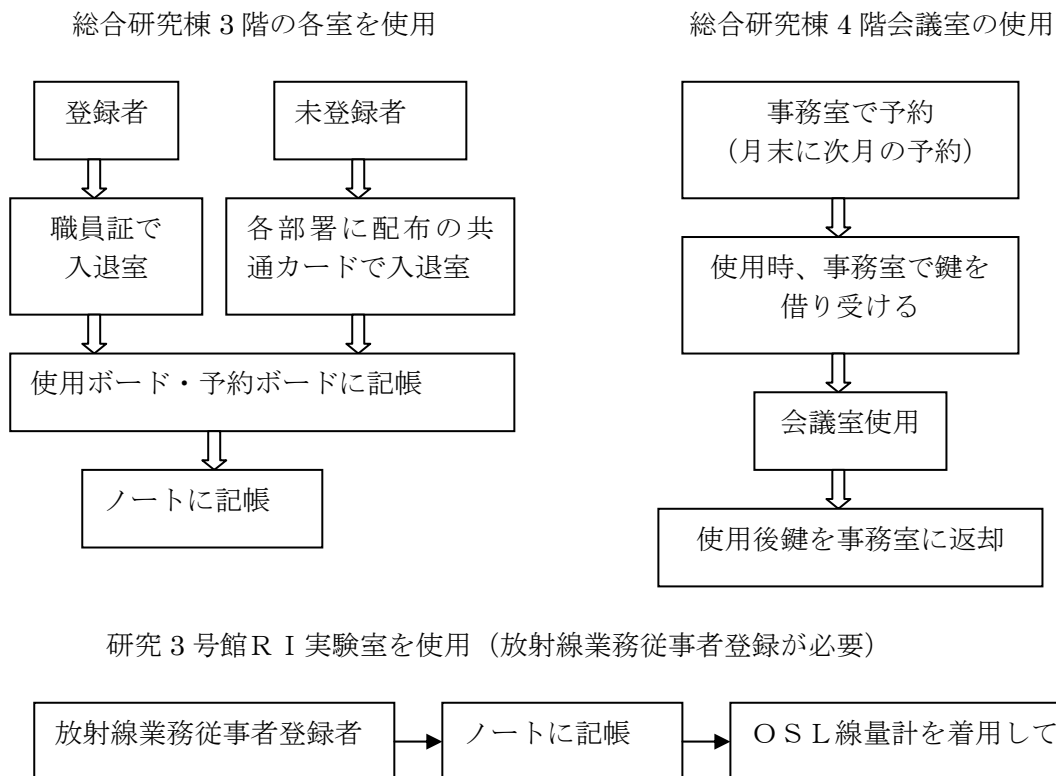 総合研究棟３階の各室を使用
登録者
未登録者
職員証で
入退室
各部署に配布の共
通カードで入退室
使用ボード・予約ボードに記帳
ノートに記帳
総合研究棟４階会議室の使用
事務室で予約
（月末に次月の予約）
使用時、事務室で鍵を
借り受ける
会議室使用
使用後鍵を事務室に返却
研究３号館ＲＩ実験室を使用（放射線業務従事者登録が必要）
放射線業務従事者登録者
ノートに記帳
ＯＳＬ線量計を着用して